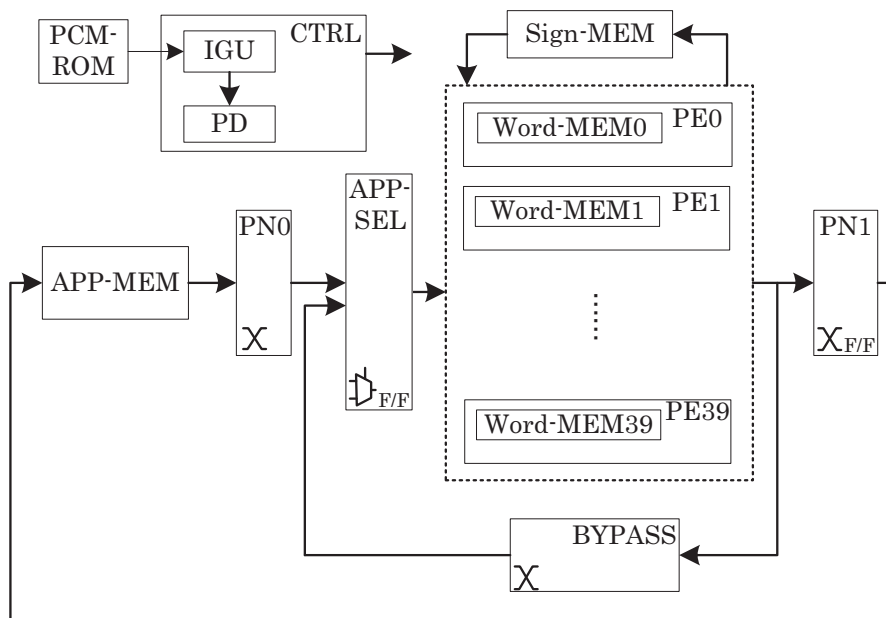 PCM-
ROM
IGU
CTRL
PD
Sign-MEM
Word-MEM0
PE0
Word-MEM1
PE1
APP-
SEL
PN0
PN1
APP-MEM
F/F
F/F
Word-MEM39
PE39
BYPASS